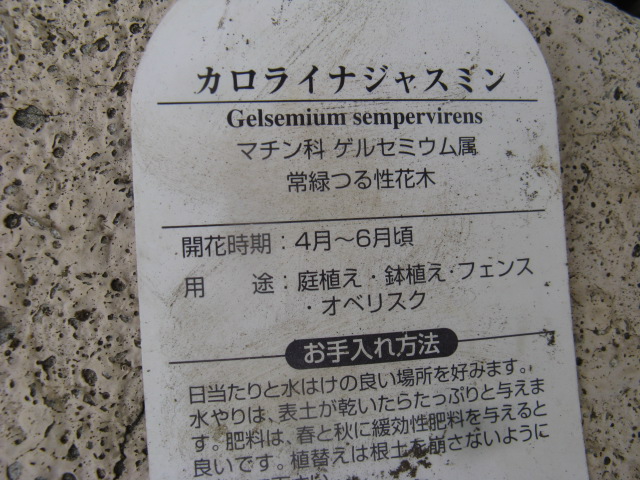 カロライナジャスミン
Gelsemium sempervirens
マチン科 ゲルセミウム属
常緑つる性花木
開花時期：4月～6月頃
用　　途：庭植え・鉢植え・フェンス
・オベリスク
お手入れ方法
日当たりと水はけの良い場所を好みます。
水やりは、表土が乾いたらたっぷりと与えま
す。肥料は、春と秋に緩効性肥料を与えると
良いです。植替えは根土を崩さないように